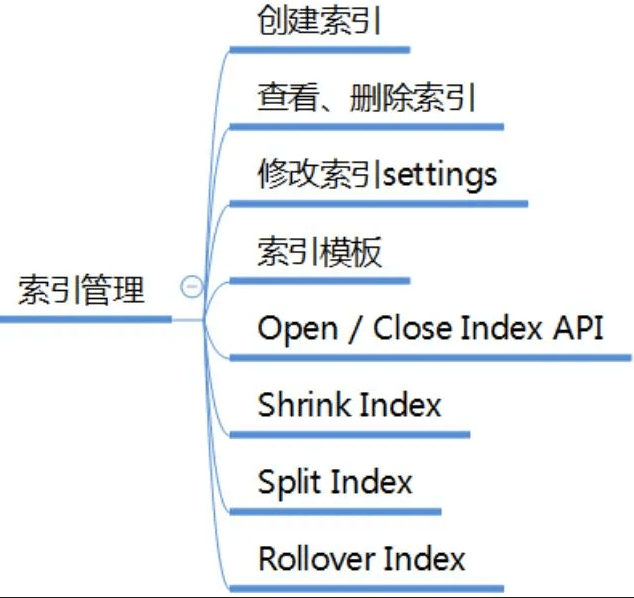 创建索引
查看、删除索引
修改索引settings
索引模板
索引管理
Open / Close Index API
Shrink Index
Split Index
Rollover Index